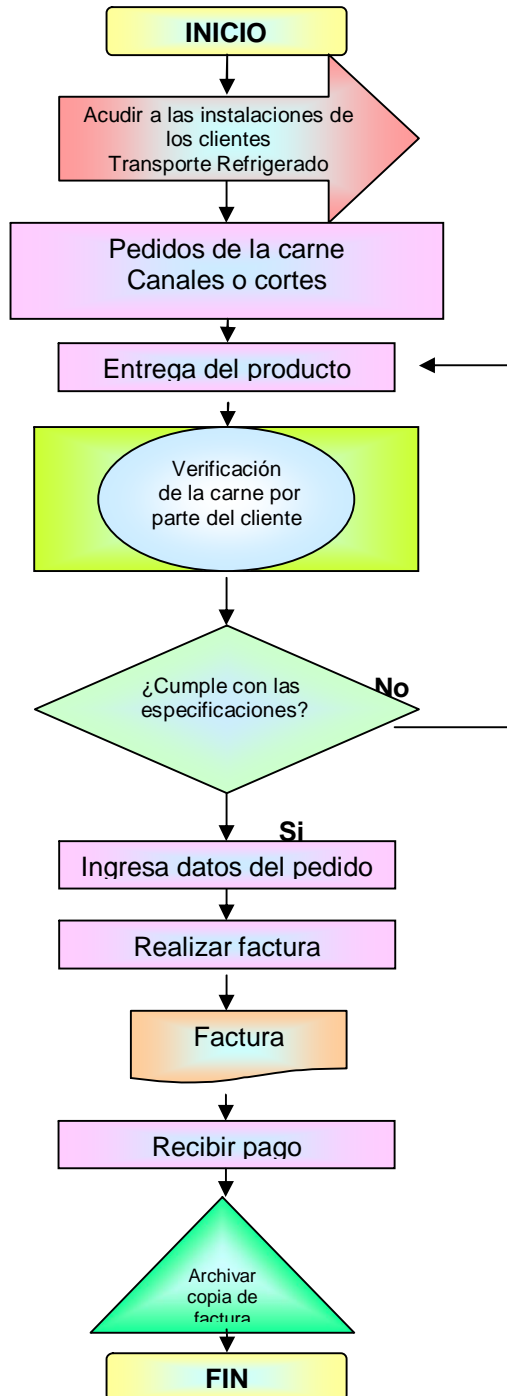 INICIO
Acudir a las instalaciones de
los clientes
Transporte Refrigerado
Pedidos de la carne
Canales o cortes
Entrega del producto
Verificación
de la carne por
parte del cliente
¿Cumple con las
especificaciones?
No
Si
Ingresa datos del pedido
Realizar factura
Factura
Recibir pago
Archivar
copia de
factura
FIN